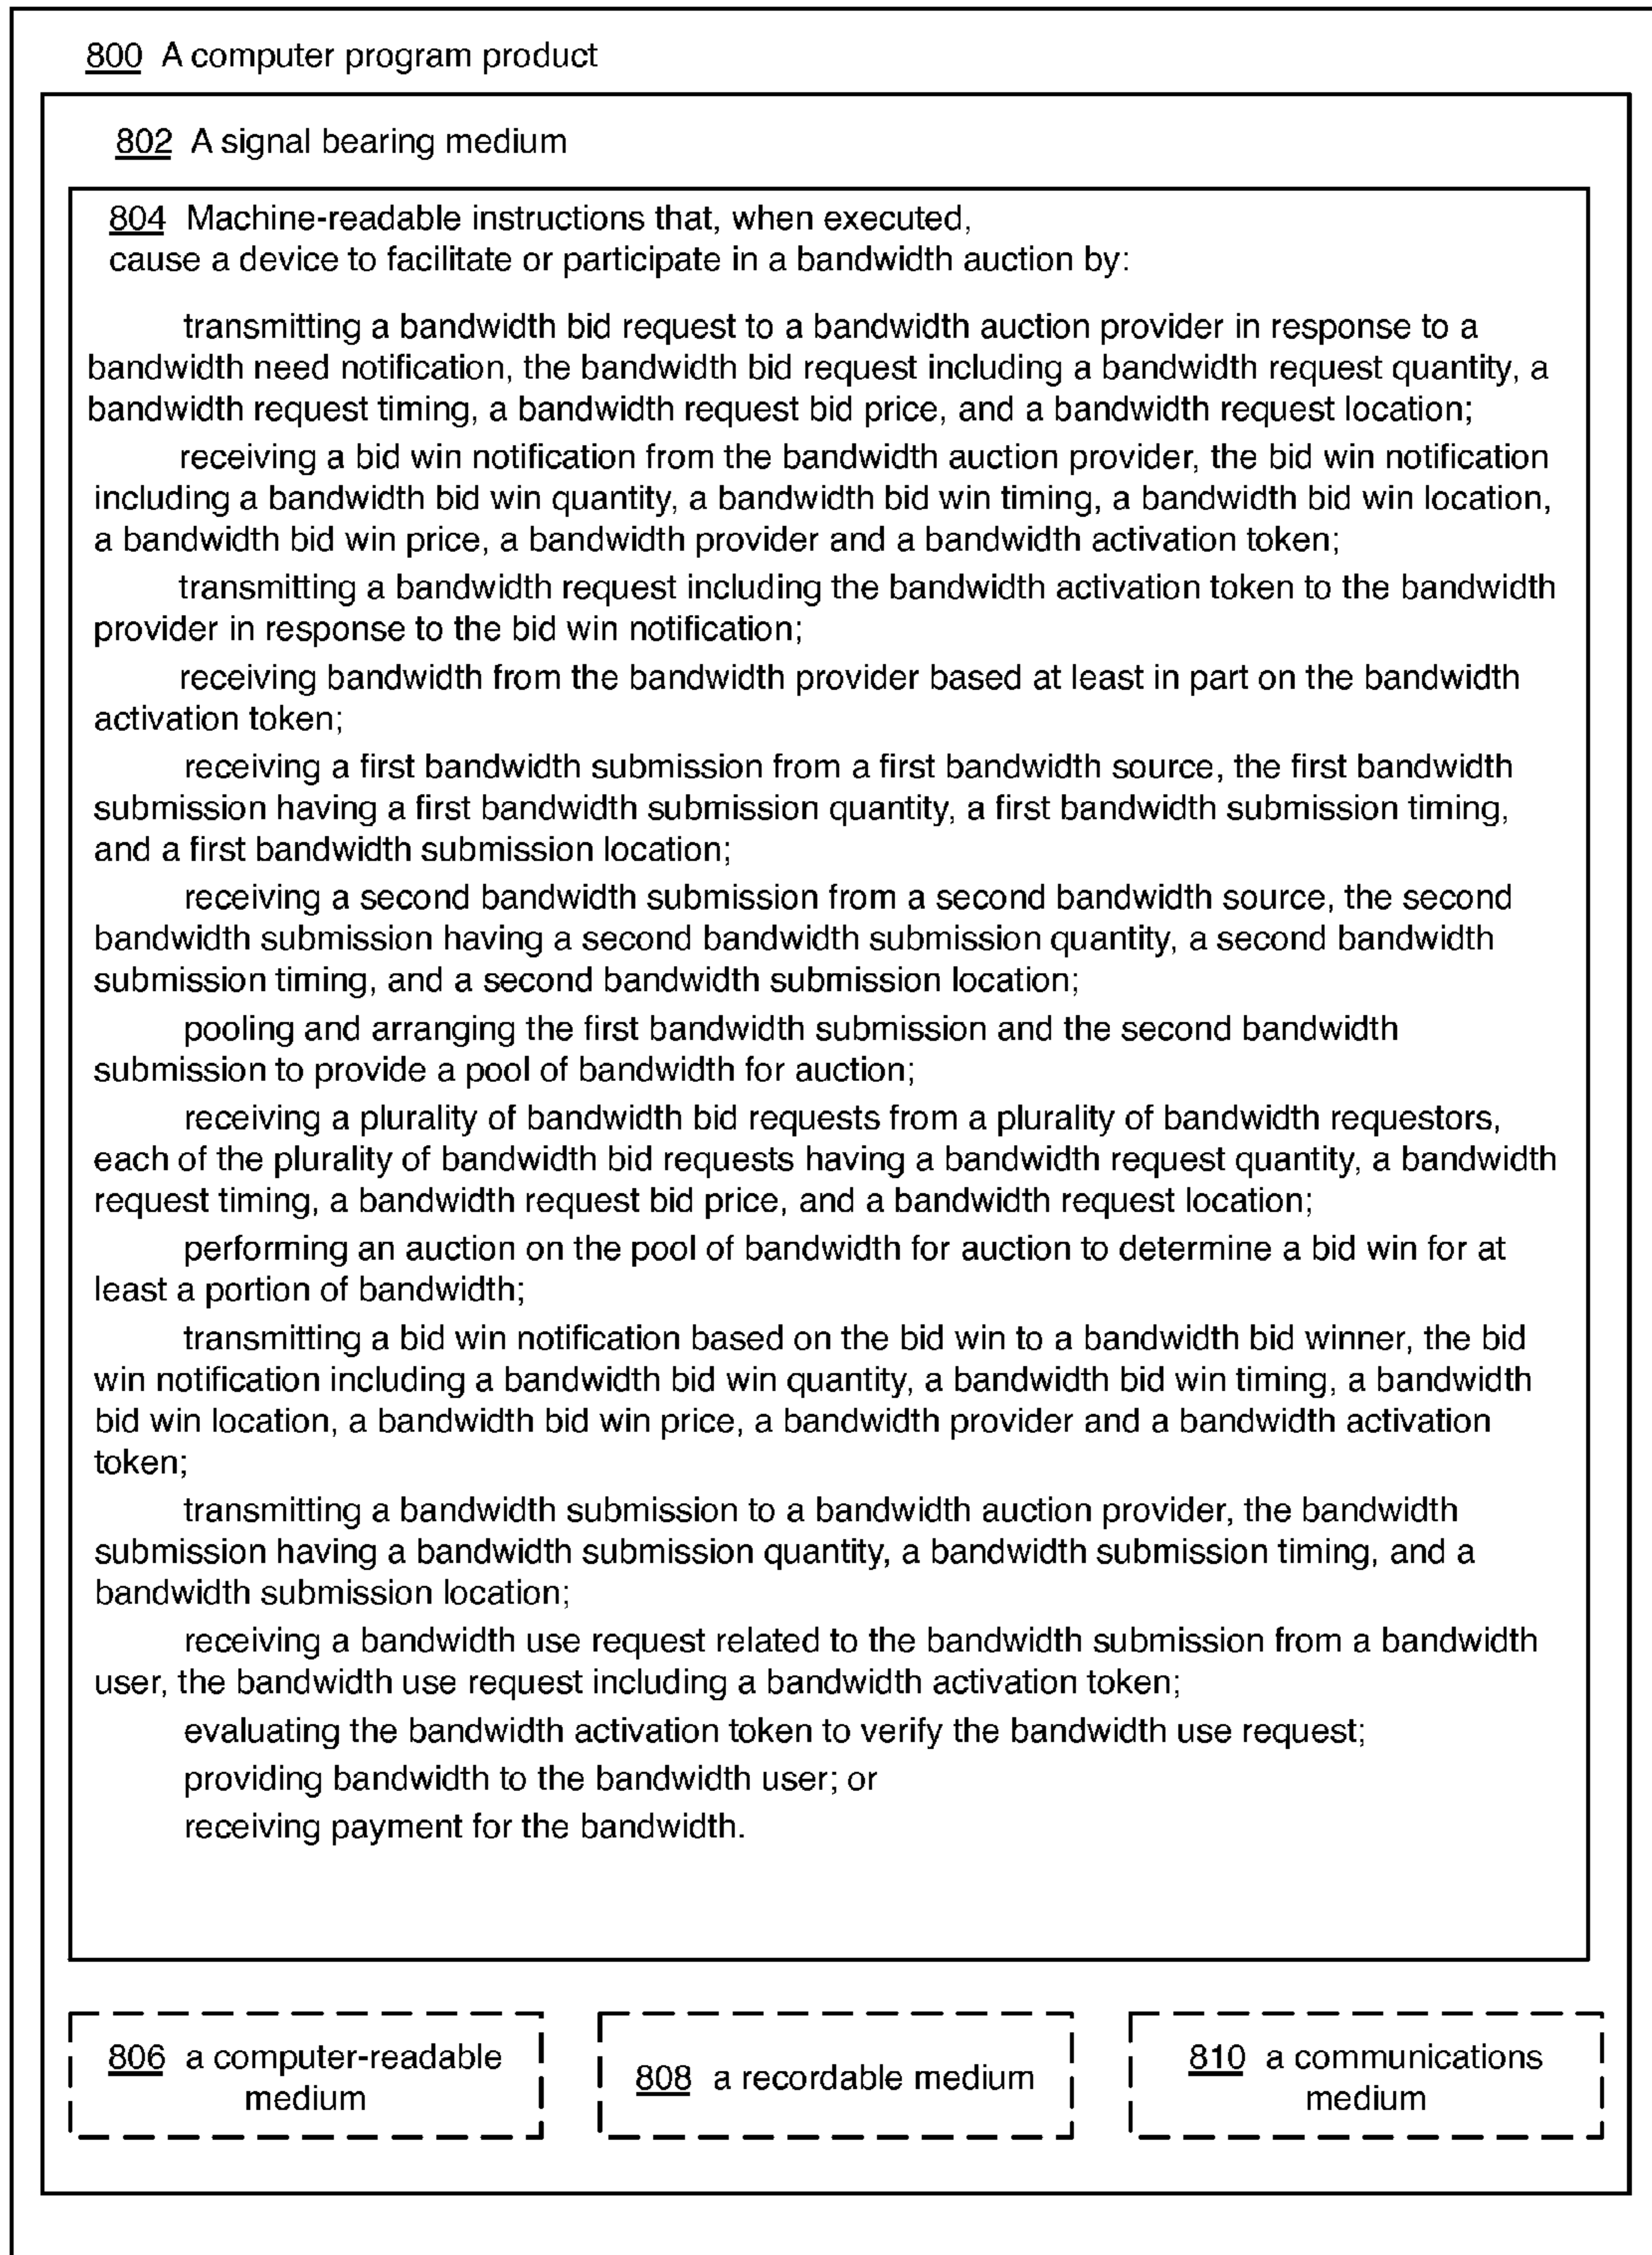 800 A computer program product
802 A signal bearing medium
804 Machine-readable instructions that, when executed,
cause a device to facilitate or participate in a bandwidth auction by:
transmitting a bandwidth bid request to a bandwidth auction provider in response to a
bandwidth need notification, the bandwidth bid request including a bandwidth request quantity, a
bandwidth request timing, a bandwidth request bid price, and a bandwidth request location;
receiving a bid win notification from the bandwidth auction provider, the bid win notification
including a bandwidth bid win quantity, a bandwidth bid win timing, a bandwidth bid win location,
a bandwidth bid win price, a bandwidth provider and a bandwidth activation token;
transmitting a bandwidth request including the bandwidth activation token to the bandwidth
provider in response to the bid win notification;
receiving bandwidth from the bandwidth provider based at least in part on the bandwidth
activation token;
receiving a first bandwidth submission from a first bandwidth source, the first bandwidth
submission having a first bandwidth submission quantity, a first bandwidth submission timing,
and a first bandwidth submission location;
receiving a second bandwidth submission from a second bandwidth source, the second
bandwidth submission having a second bandwidth submission quantity, a second bandwidth
submission timing, and a second bandwidth submission location;
pooling and arranging the first bandwidth submission and the second bandwidth
submission to provide a pool of bandwidth for auction;
receiving a plurality of bandwidth bid requests from a plurality of bandwidth requestors,
each of the plurality of bandwidth bid requests having a bandwidth request quantity, a bandwidth
request timing, a bandwidth request bid price, and a bandwidth request location;
performing an auction on the pool of bandwidth for auction to determine a bid win for at
least a portion of bandwidth;
transmitting a bid win notification based on the bid win to a bandwidth bid winner, the bid
win notification including a bandwidth bid win quantity, a bandwidth bid win timing, a bandwidth
bid win location, a bandwidth bid win price, a bandwidth provider and a bandwidth activation
token;
transmitting a bandwidth submission to a bandwidth auction provider, the bandwidth
submission having a bandwidth submission quantity, a bandwidth submission timing, and a
bandwidth submission location;
receiving a bandwidth use request related to the bandwidth submission from a bandwidth
user, the bandwidth use request including a bandwidth activation token;
evaluating the bandwidth activation token to verify the bandwidth use request;
providing bandwidth to the bandwidth user; or
receiving payment for the bandwidth.
806 a computer-readable
medium
808 a recordable medium
810 a communications
medium